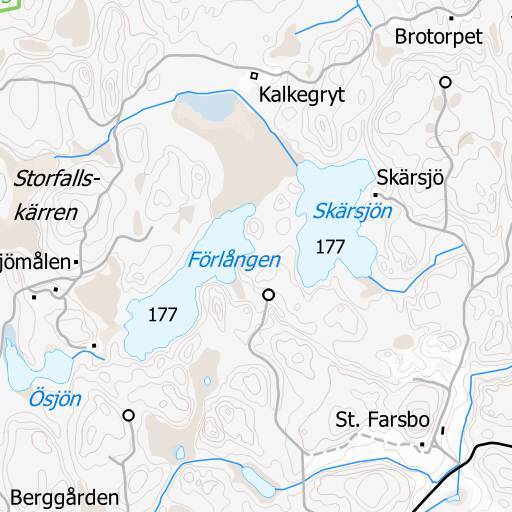 Brotorpet
Kalkegryt
Storfalls-
kärren
Skärsjö
Skärsjön
177
Förlången
jömålen
177
Ösjön
St. Farsbo
Berggården